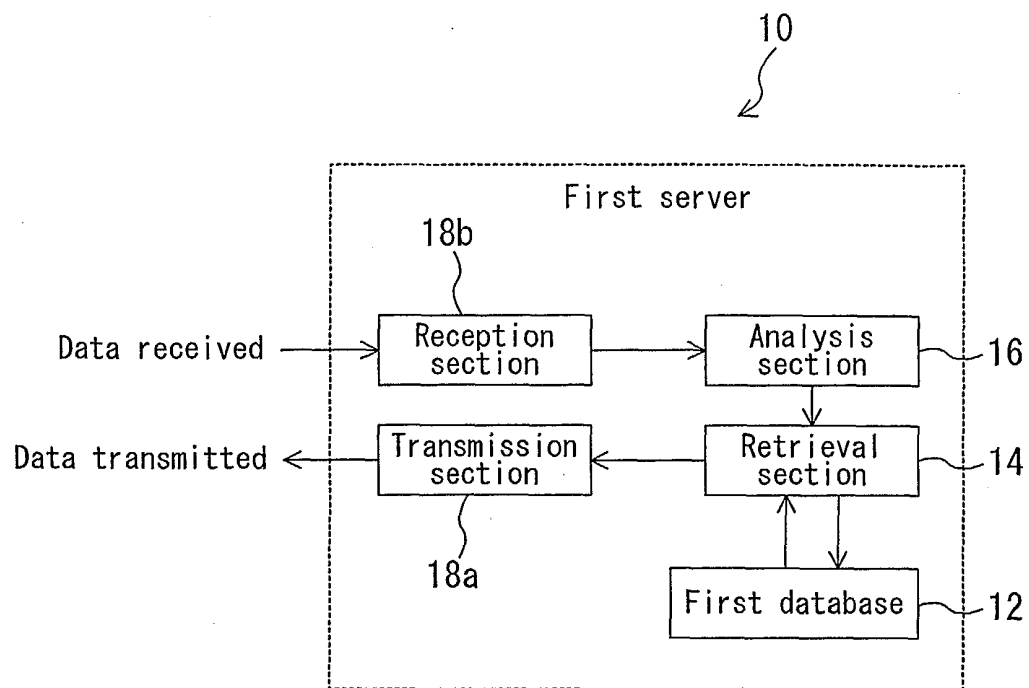 10
First server
18b
Data received
Reception
section
Analysis
section
16
Data transmitted
Transmission
section
Retrieval
section
14
18a
First database
12